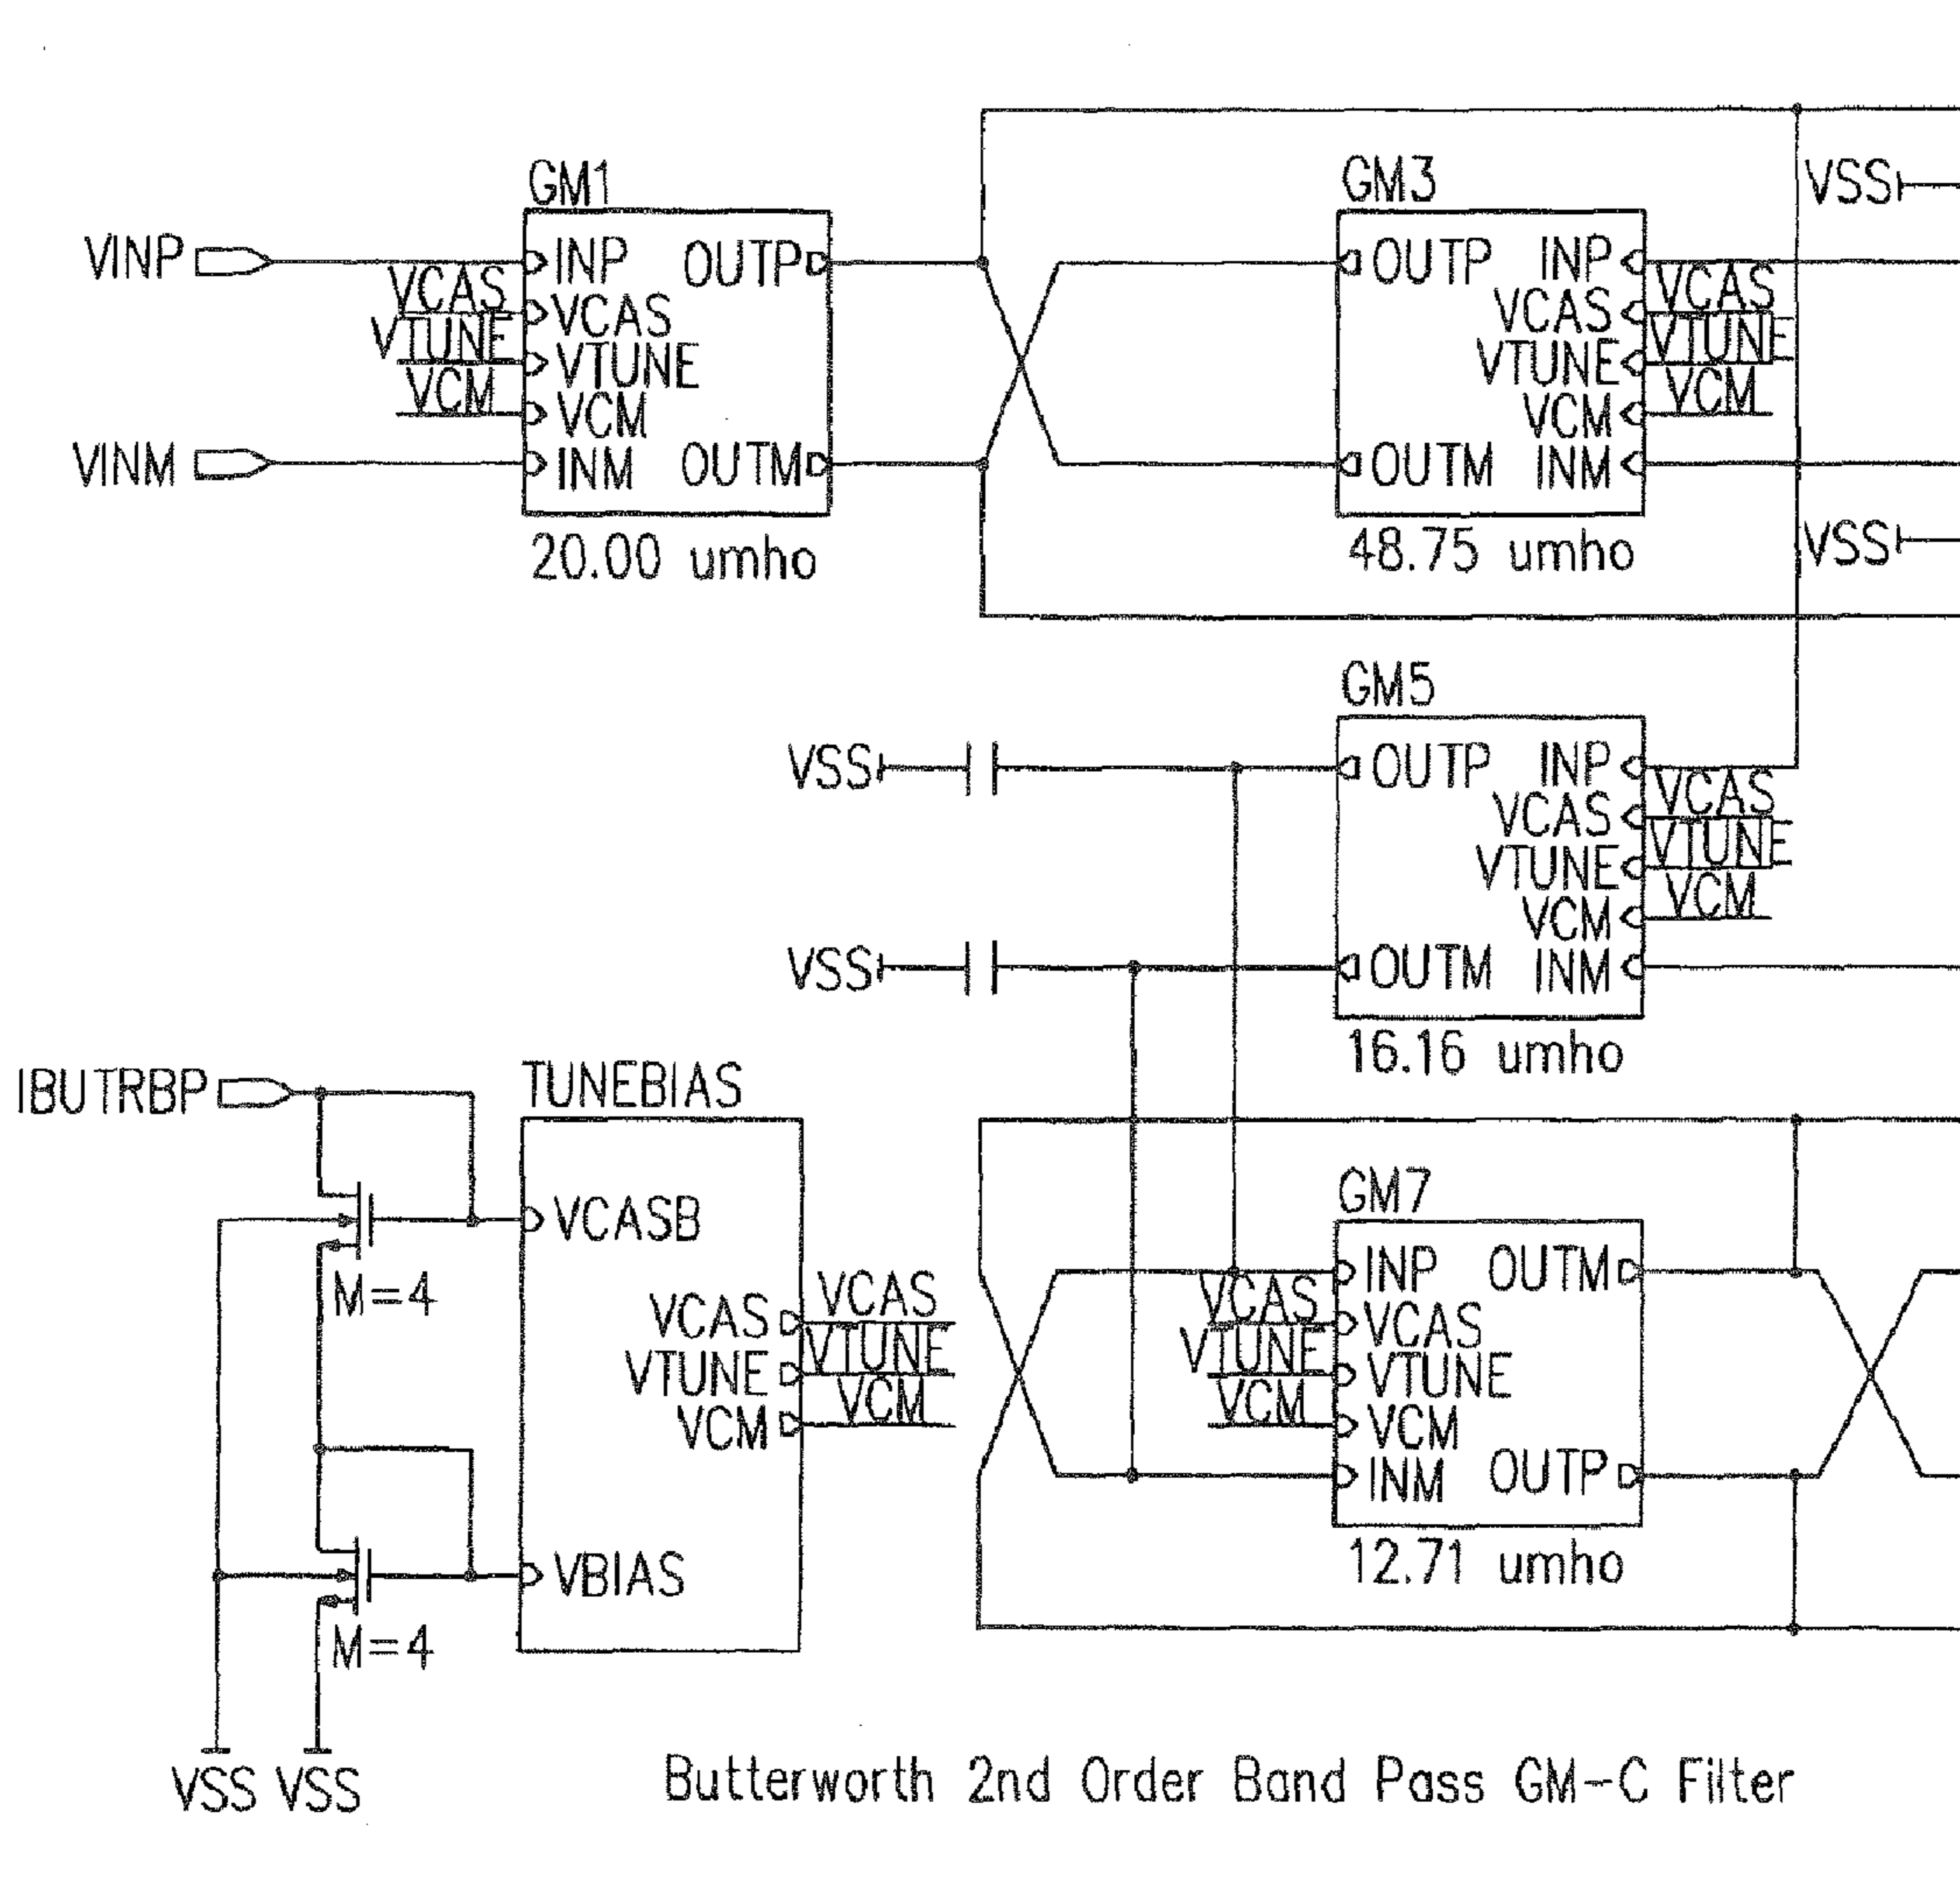 GM1
VINP
INP
OUTP
VCAS
VCAS
VTUNE
VTUNE
VCM
VCM
VINM
INM
OUTM
20.00 umho
GM3
OUTP
INP
VCAS
VCAS
VTUNE
VTUNE
VCM
VCM
OUTM
INM
48.75 umho
VSS
VSS
GM5
VSS
OUTP
INP
VCAS
VCAS
VTUNE
VTUNE
VCM
VCM
VSS
OUTM
INM
16.16 umho
IBUTRBP
TUNEBIAS
VCASB
M=4
VCAS
VCAS
VTUNE
VTUNE
VCM
VCM
VBIAS
M=4
VSS VSS
GM7
INP
OUTM
VCAS
VCAS
VTUNE
VTUNE
VCM
VCM
INM
OUTP
12.71 umho
Butterworth 2nd Order Band Pass GM-C Filter